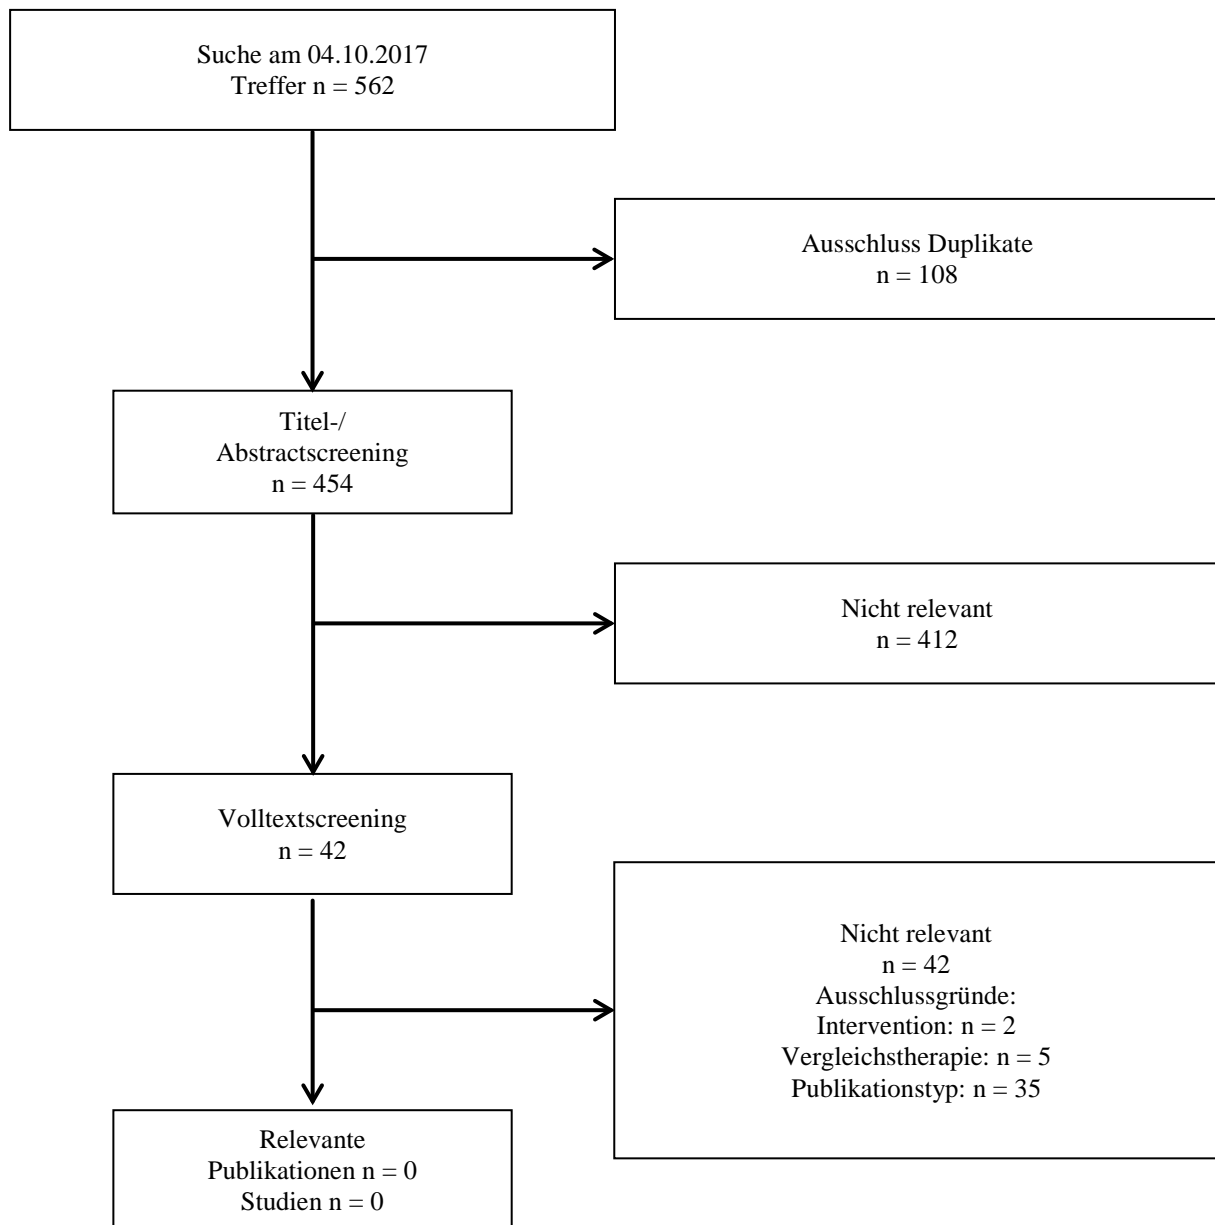 Suche am 04.10.2017
Treffer n = 562
Ausschluss Duplikate
n = 108
Titel-/
Abstractscreening
n = 454
Nicht relevant
n = 412
Volltextscreening
n = 42
Nicht relevant
n = 42
Ausschlussgründe:
Intervention: n = 2
Vergleichstherapie: n = 5
Publikationstyp: n = 35
Relevante
Publikationen n = 0
Studien n = 0